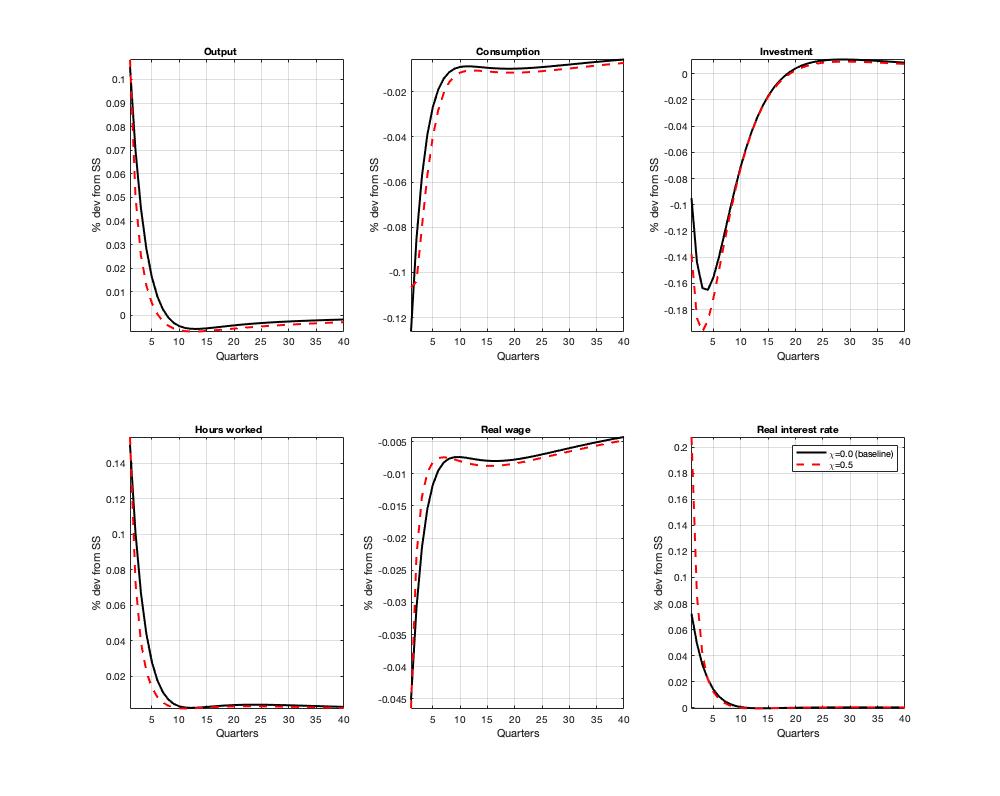 Output
% dev from SS
0.1
0.09
0.08
0.07
0.06
0.05
0.04
0.03
0.02
0.01
0
5 10 15 20 25 30 35 40
Quarters
Consumption
% dev from SS
-0.02
-0.04
-0.06
-0.08
-0.1
-0.12
5 10 15 20 25 30 35 40
Quarters
Investment
% dev from SS
0
-0.02
-0.04
-0.06
-0.08
-0.1
-0.12
-0.14
-0.16
-0.18
5 10 15 20 25 30 35 40
Quarters
Hours worked
% dev from SS
0.14
0.12
0.1
0.08
0.06
0.04
0.02
5 10 15 20 25 30 35 40
Quarters
Real wage
% dev from SS
-0.005
-0.01
-0.015
-0.02
-0.025
-0.03
-0.035
-0.04
-0.045
5 10 15 20 25 30 35 40
Quarters
Real interest rate
% dev from SS
0.2
0.18
0.16
0.14
0.12
0.1
0.08
0.06
0.04
0.02
0
χ=0.0 (baseline)
χ=0.5
5 10 15 20 25 30 35 40
Quarters